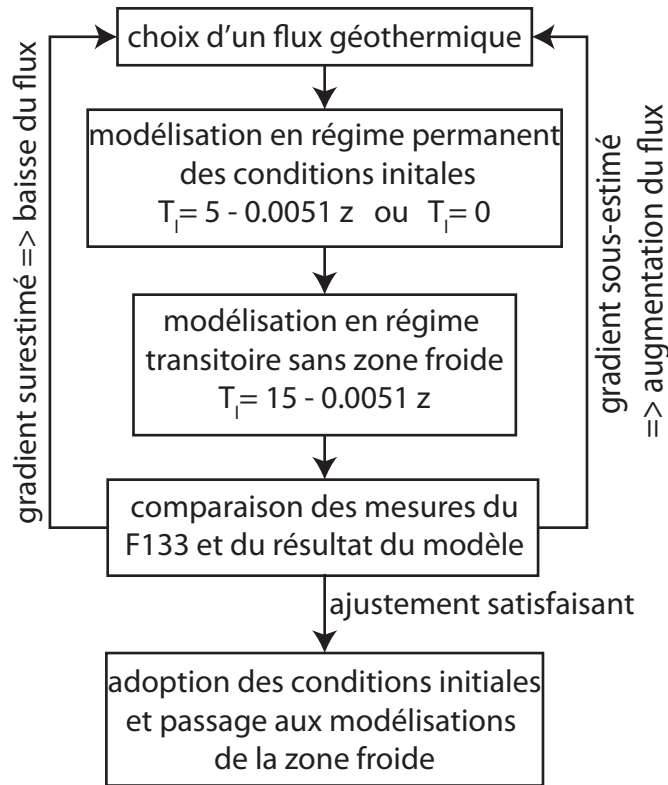 choix d'un flux géothermique
modélisation en régime permanent
des conditions initales
T_I= 5 - 0.0051 z ou T_I= 0
modélisation en régime
transitoire sans zone froide
T_I= 15 - 0.0051 z
comparaison des mesures du
F133 et du résultat du modèle
ajustement satisfaisant
adoption des conditions initiales
et passage aux modélisations
de la zone froide
gradient surestimé => baisse du flux
gradient sous-estimé
=> augmentation du flux